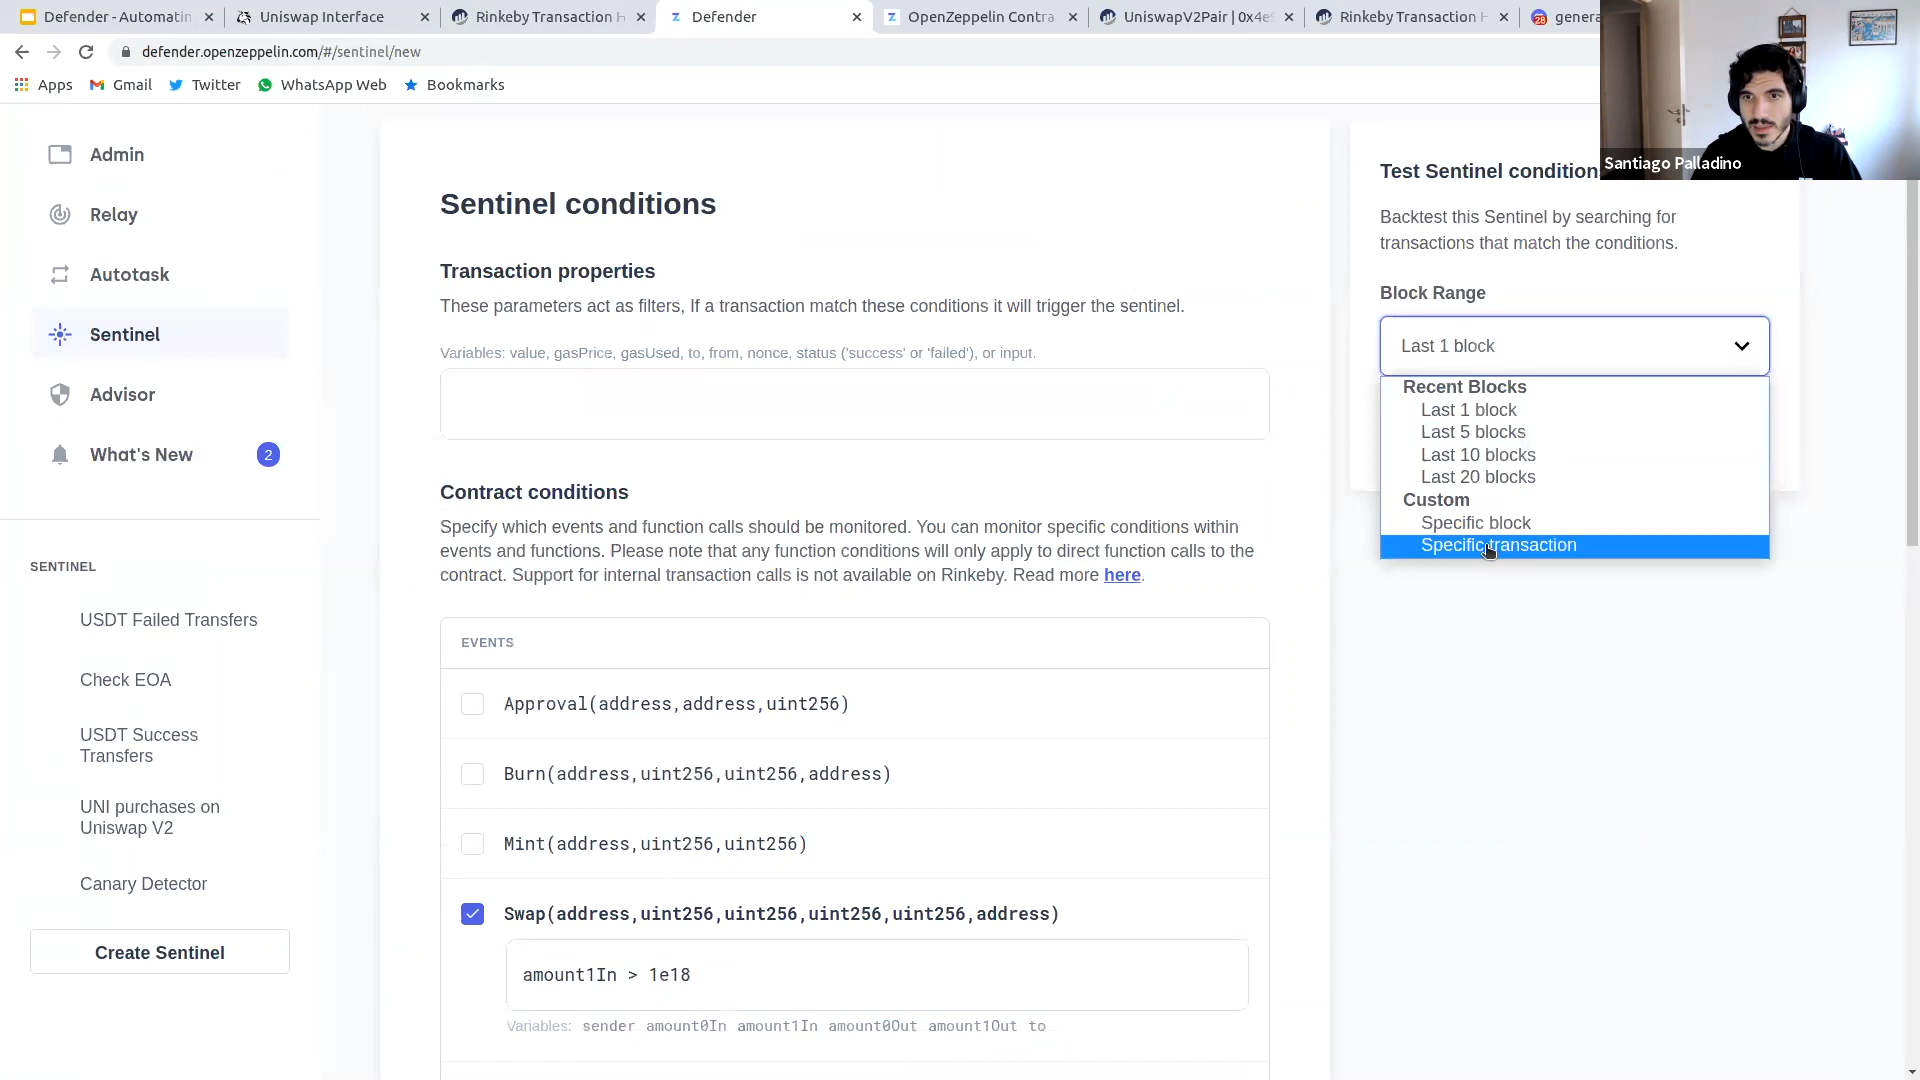 Defender - Automatin
Uniswap Interface
Rinkeby Transaction H
Defender
OpenZeppelin Contra
UniswapV2Pair | 0x4e
Rinkeby Transaction H
28
genera
defender.openzeppelin.com/#/sentinel/new
Apps
Gmail
Twitter
WhatsApp Web
Bookmarks
Santiago Palladino
Admin
Relay
Autotask
Sentinel
Advisor
What's New
2
SENTINEL
USDT Failed Transfers
Check EOA
USDT Success
Transfers
UNI purchases on
Uniswap V2
Canary Detector
Create Sentinel
Sentinel conditions
Transaction properties
These parameters act as filters, If a transaction match these conditions it will trigger the sentinel.
Variables: value, gasPrice, gasUsed, to, from, nonce, status ('success' or 'failed'), or input.
Contract conditions
Specify which events and function calls should be monitored. You can monitor specific conditions within
events and functions. Please note that any function conditions will only apply to direct function calls to the
contract. Support for internal transaction calls is not available on Rinkeby. Read more here.
EVENTS
Approval(address,address,uint256)
Burn(address,uint256,uint256,address)
Mint(address,uint256,uint256)
Swap(address,uint256,uint256,uint256,uint256,address)
amount1In > 1e18
Variables: sender amount0In amount1In amount0Out amount1Out to
Test Sentinel condition
Backtest this Sentinel by searching for
transactions that match the conditions.
Block Range
Last 1 block
Recent Blocks
Last 1 block
Last 5 blocks
Last 10 blocks
Last 20 blocks
Custom
Specific block
Specific transaction